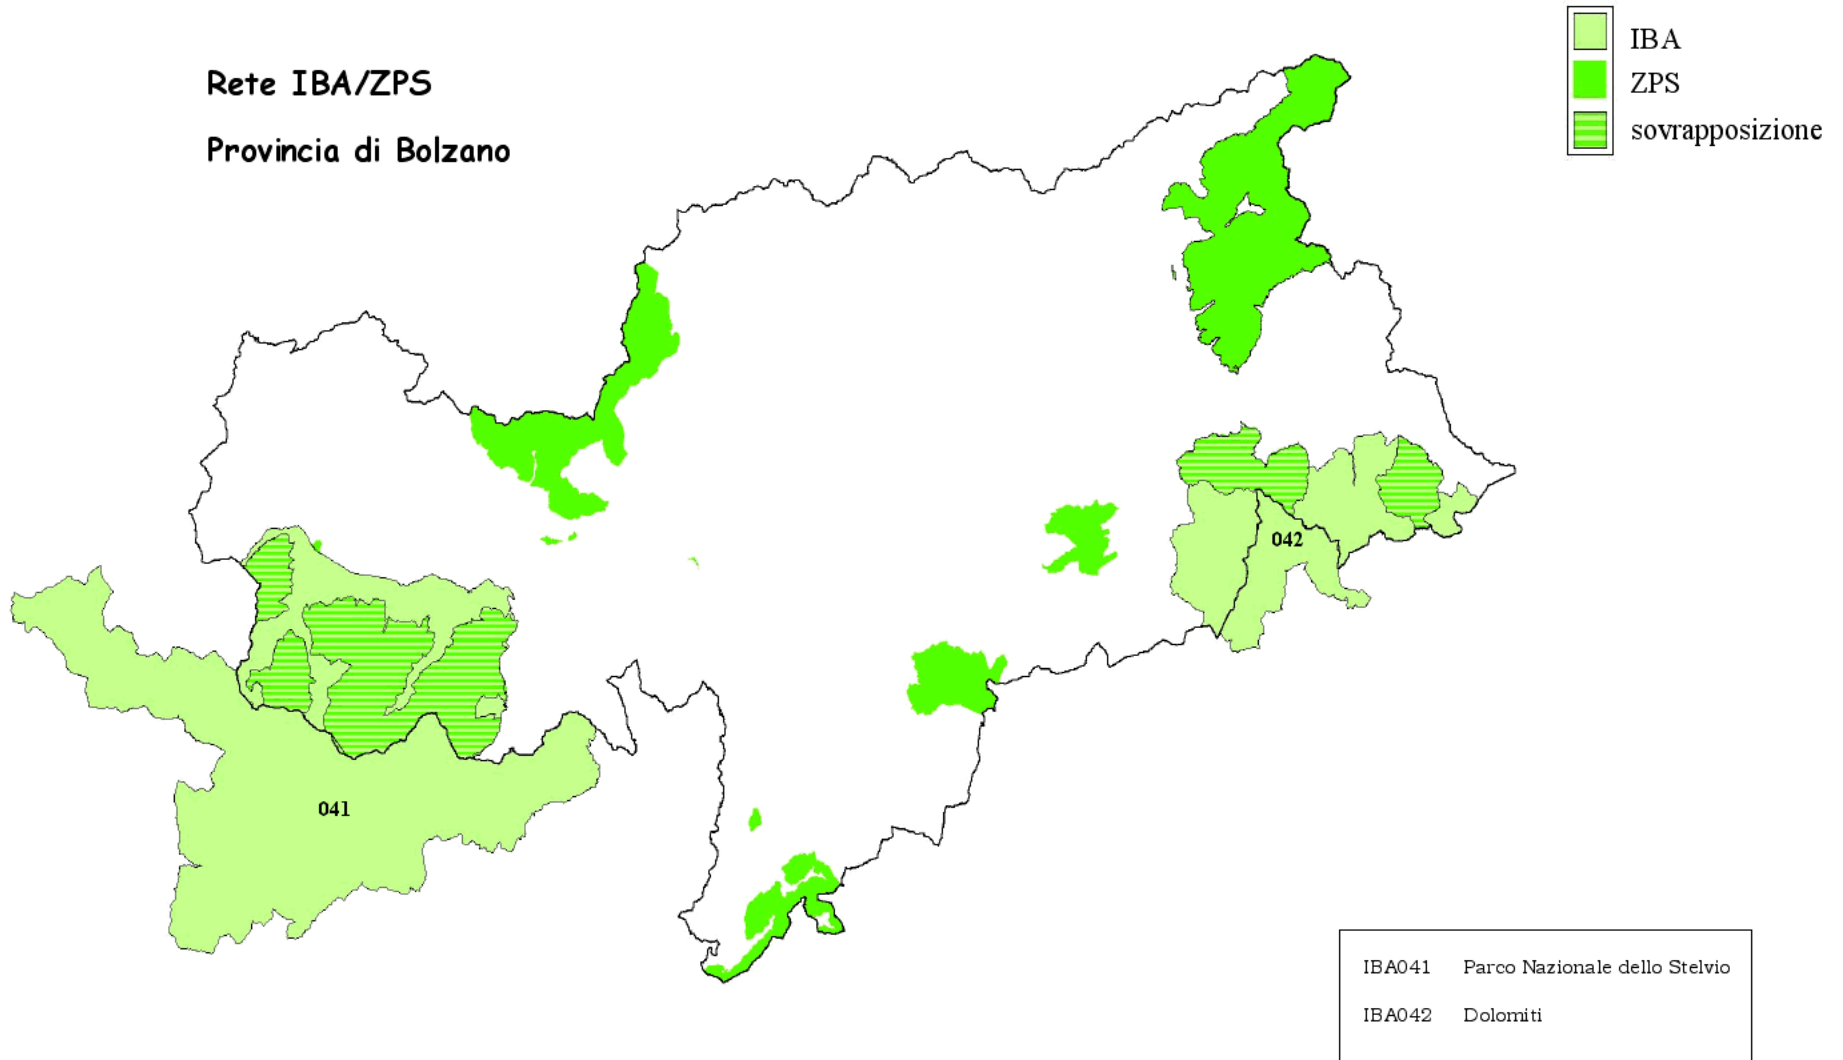 Rete IBA/ZPS
Provincia di Bolzano
IBA
ZPS
sovrapposizione
042
041
IBA041 Parco Nazionale dello Stelvio
IBA042 Dolomiti